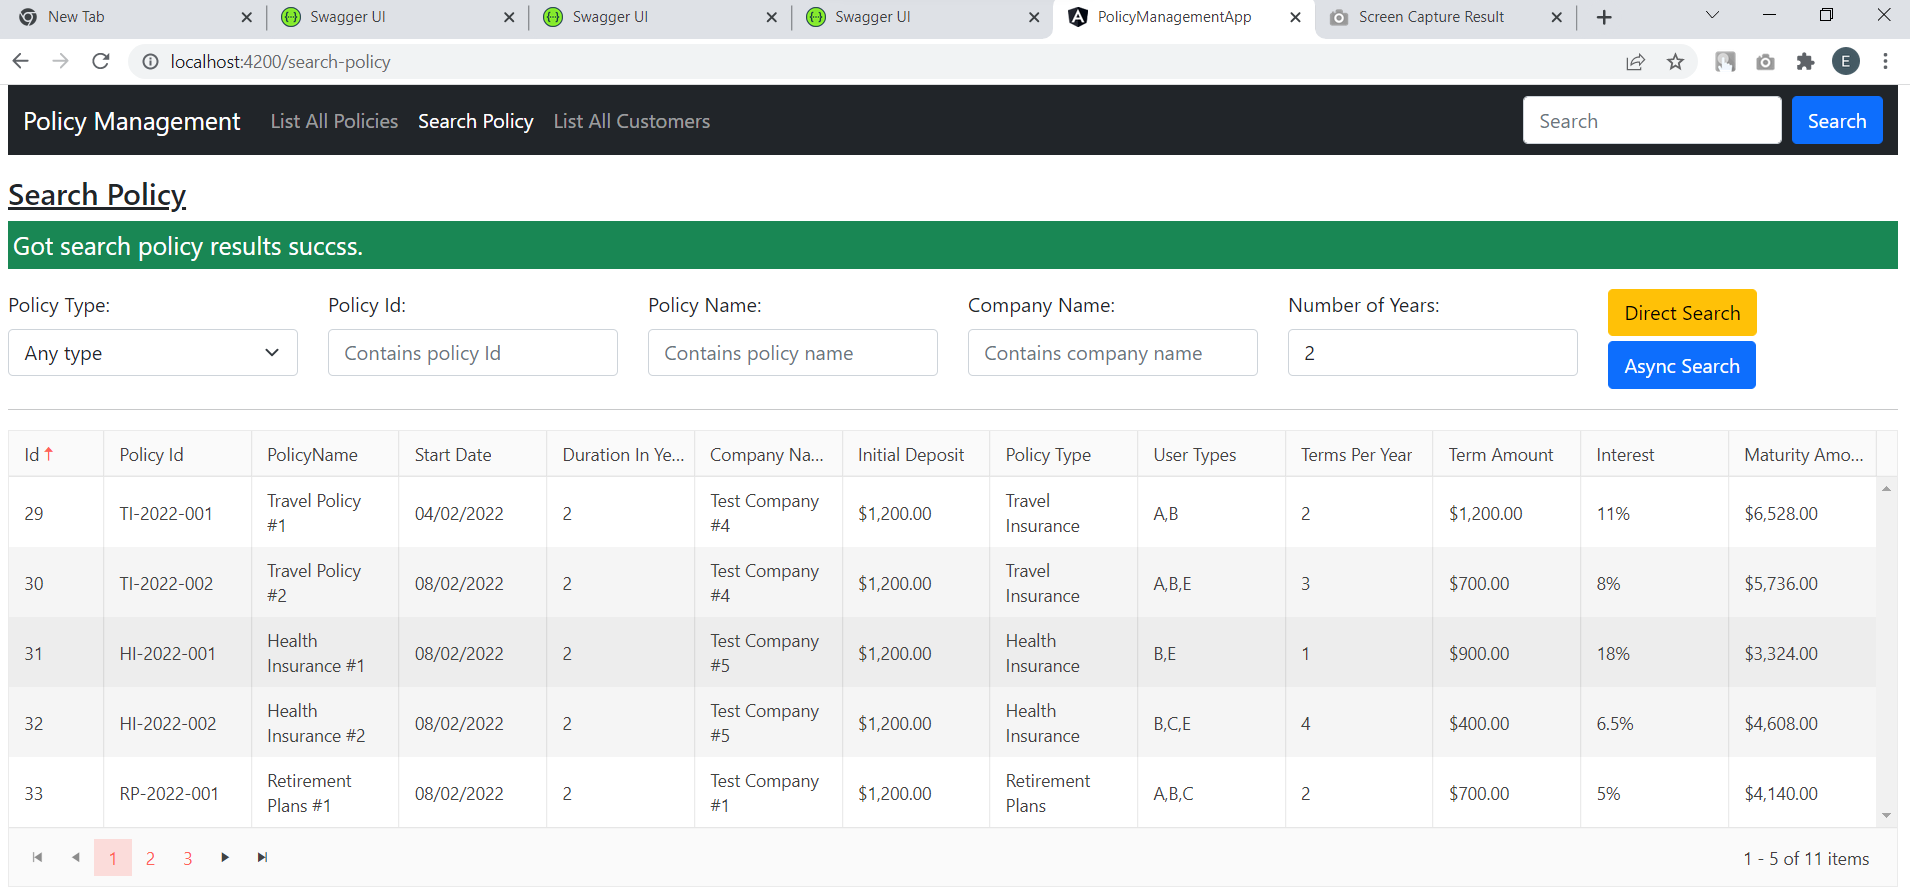 New Tab Swagger UI Swagger UI Swagger UI PolicyManagementApp Screen Capture Result
localhost:4200/search-policy E
Policy Management List All Policies Search Policy List All Customers Search Search
Search Policy
Got search policy results succss.
Policy Type: Policy Id: Policy Name: Company Name: Number of Years: Direct Search
Any type Contains policy Id Contains policy name Contains company name 2 Async Search
Id Policy Id PolicyName Start Date Duration In Ye... Company Na... Initial Deposit Policy Type User Types Terms Per Year Term Amount Interest Maturity Amo...
29 TI-2022-001 Travel Policy #1 04/02/2022 2 Test Company #4 $1,200.00 Travel Insurance A,B 2 $1,200.00 11% $6,528.00
30 TI-2022-002 Travel Policy #2 08/02/2022 2 Test Company #4 $1,200.00 Travel Insurance A,B,E 3 $700.00 8% $5,736.00
31 HI-2022-001 Health Insurance #1 08/02/2022 2 Test Company #5 $1,200.00 Health Insurance B,E 1 $900.00 18% $3,324.00
32 HI-2022-002 Health Insurance #2 08/02/2022 2 Test Company #5 $1,200.00 Health Insurance B,C,E 4 $400.00 6.5% $4,608.00
33 RP-2022-001 Retirement Plans #1 08/02/2022 2 Test Company #1 $1,200.00 Retirement Plans A,B,C 2 $700.00 5% $4,140.00
1 2 3 1 - 5 of 11 items